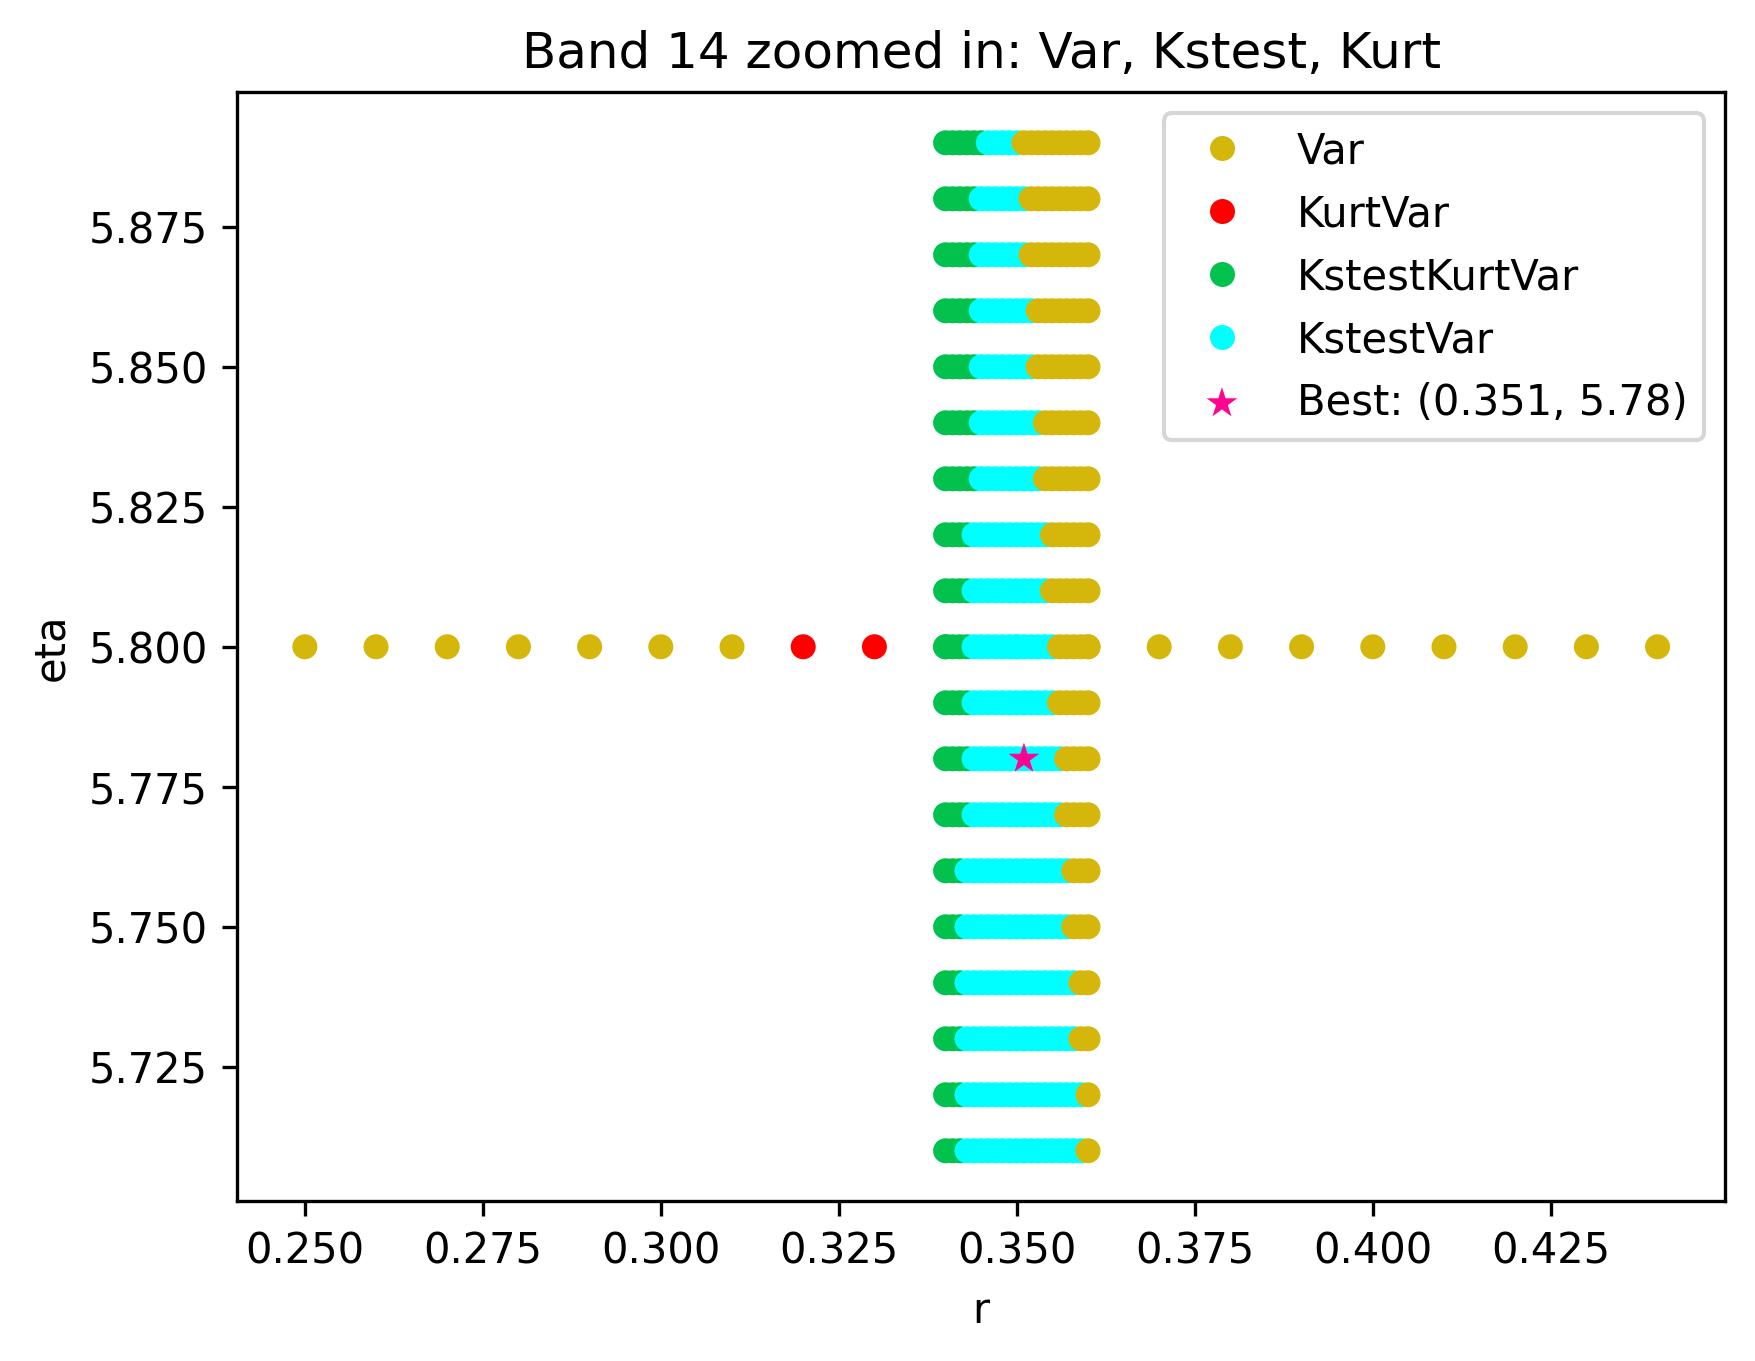 Band 14 zoomed in: Var, Kstest, Kurt
Var
KurtVar
KstestKurtVar
KstestVar
Best: (0.351, 5.78)
eta
5.875
5.850
5.825
5.800
5.775
5.750
5.725
0.250 0.275 0.300 0.325 0.350 0.375 0.400 0.425
r